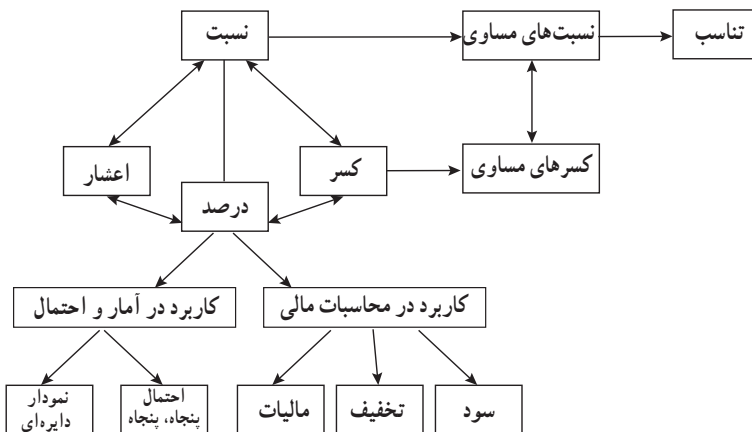 نسبت
نسبت‌های مساوی
تناسب
اعشار
کسر
کسرهای مساوی
درصد
کاربرد در آمار و احتمال
کاربرد در محاسبات مالی
نمودار
دایره‌ای
احتمال
پنجاه، پنجاه
مالیات
تخفیف
سود